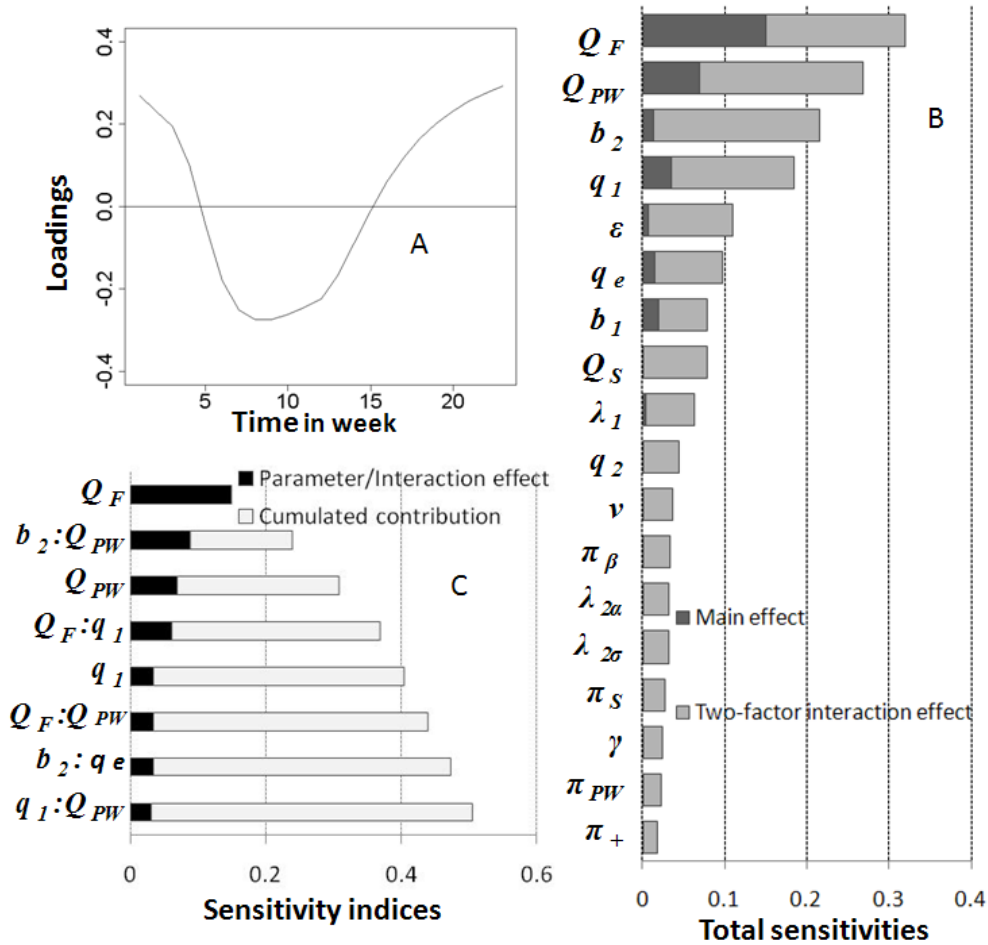 0.4
0.2
0.0
-0.2
-0.4
Loadings
A
5
10
15
20
Time in week
Q F
Q PW
b 2
q 1
ε
q e
b 1
Q S
λ 1
q 2
ν
π β
λ 2α
λ 2σ
π S
γ
π PW
π +
B
Main effect
Two-factor interaction effect
0
0.1
0.2
0.3
0.4
Total sensitivities
Q F
b 2 : Q PW
Q PW
Q F : q 1
q 1
Q F : Q PW
b 2 : q e
q 1 : Q PW
Parameter/Interaction effect
Cumulated contribution
C
0
0.2
0.4
0.6
Sensitivity indices